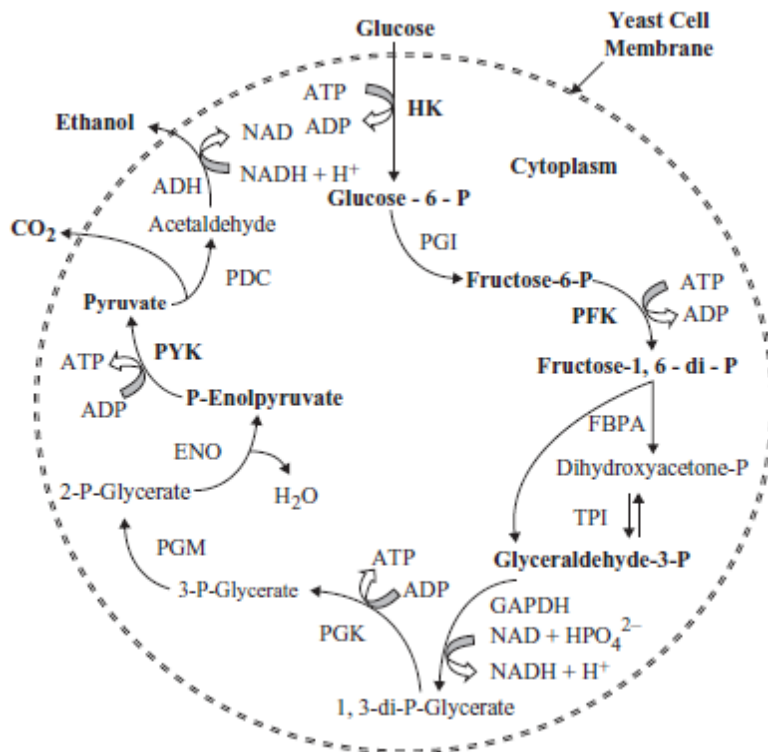 Glucose
Yeast Cell
Membrane
ATP
ADP
HK
Ethanol
NAD
NADH + H⁺
ADH
Cytoplasm
Glucose - 6 - P
Acetaldehyde
CO₂
PGI
PDC
Fructose-6-P
ATP
ADP
PFK
Pyruvate
PYK
ATP
ADP
Fructose-1, 6 - di - P
P-Enolpyruvate
FBPA
ENO
Dihydroxyacetone-P
2-P-Glycerate
H₂O
TPI
PGM
ATP
ADP
Glyceraldehyde-3-P
3-P-Glycerate
GAPDH
PGK
NAD + HPO₄²⁻
NADH + H⁺
1, 3-di-P-Glycerate